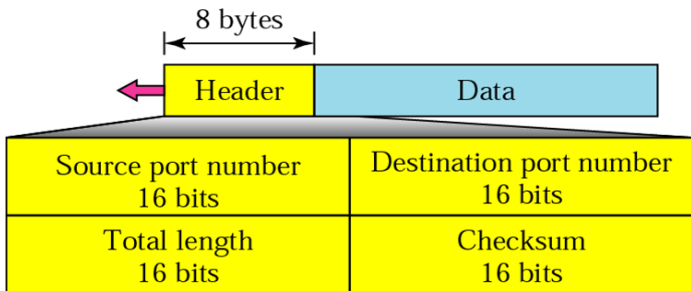 8 bytes
Header
Data
Source port number
16 bits
Destination port number
16 bits
Total length
16 bits
Checksum
16 bits